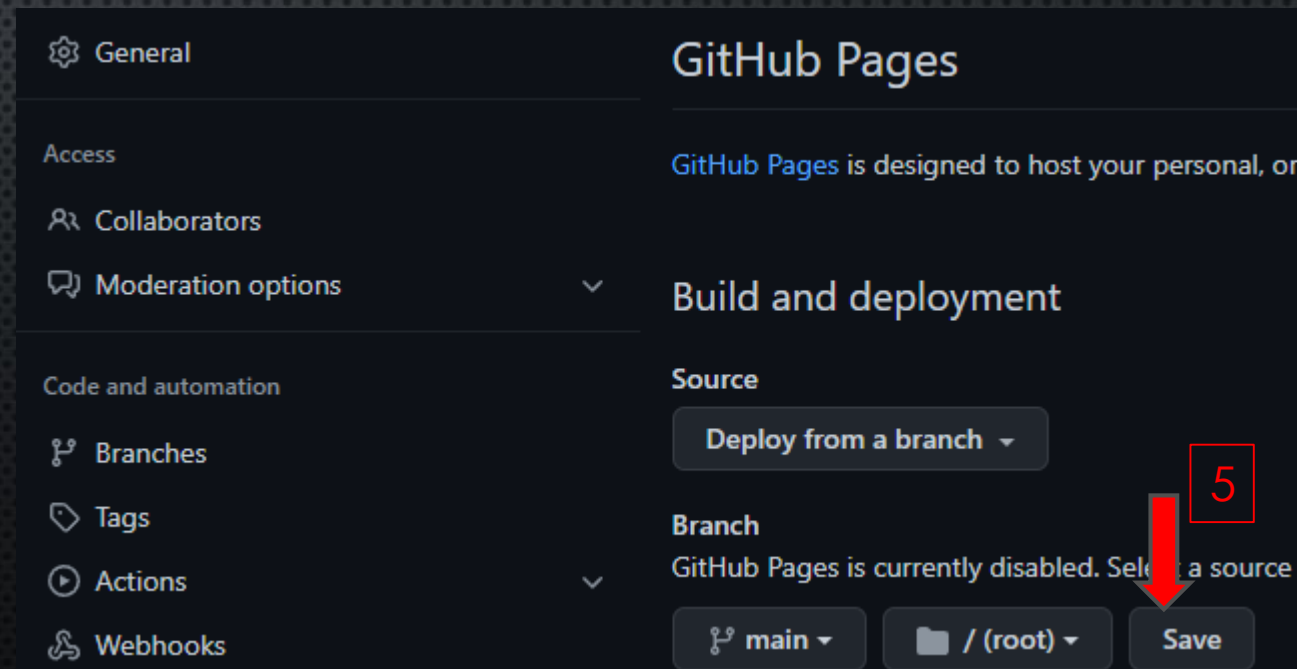 General
Access
Collaborators
Moderation options
Code and automation
Branches
Tags
Actions
Webhooks
GitHub Pages
GitHub Pages is designed to host your personal, or
Build and deployment
Source
Deploy from a branch
5
Branch
GitHub Pages is currently disabled. Select a source
main
/ (root)
Save